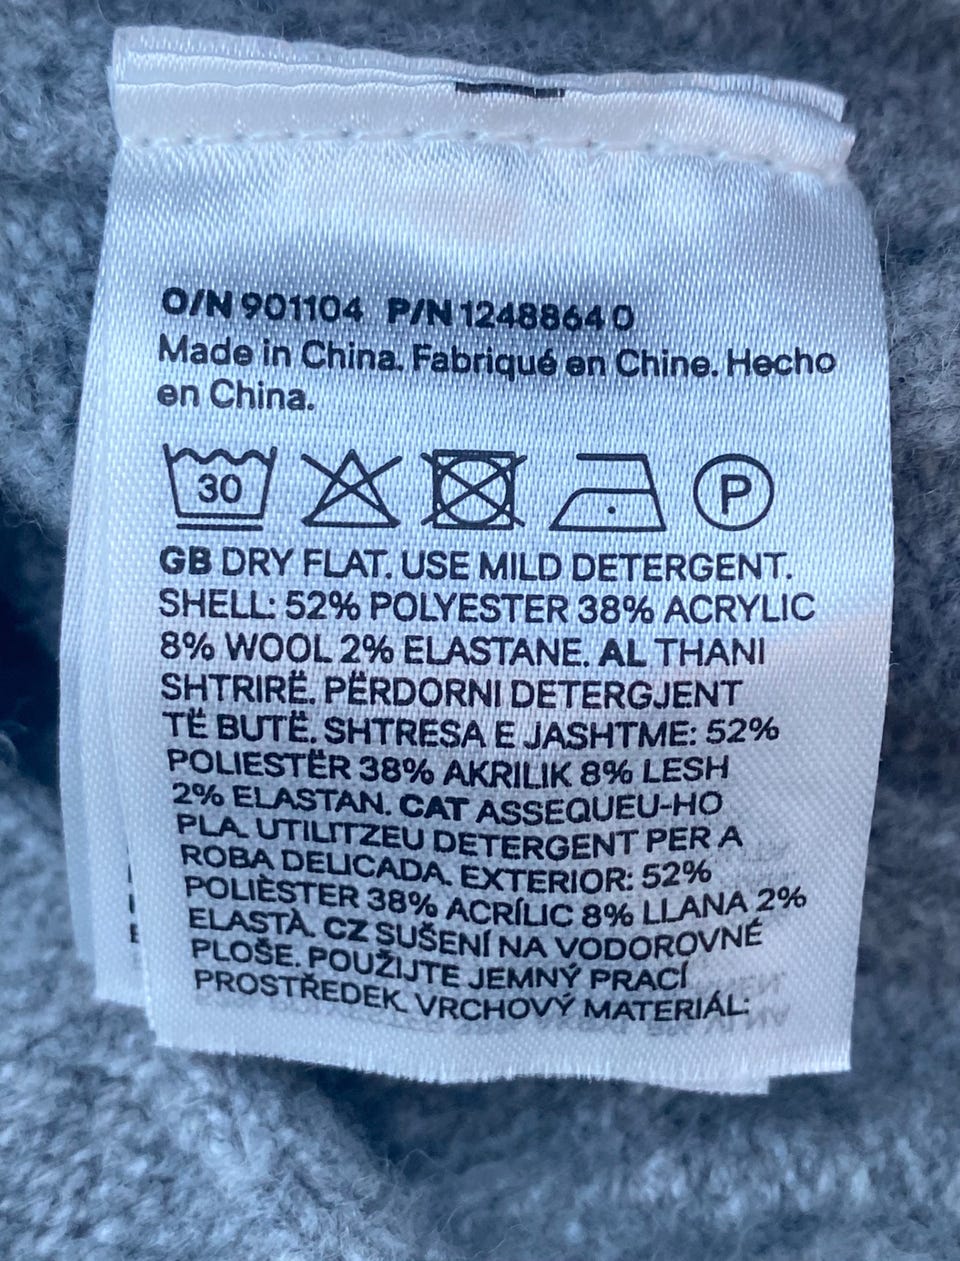 O/N 901104 P/N 1248864 0
Made in China. Fabriqué en Chine. Hecho
en China.
30 P
GB DRY FLAT. USE MILD DETERGENT.
SHELL: 52% POLYESTER 38% ACRYLIC
8% WOOL 2% ELASTANE. AL THANI
SHTRIRË. PËRDORNI DETERGJENT
TË BUTË. SHTRESA E JASHTME: 52%
POLIESTËR 38% AKRILIK 8% LESH
2% ELASTAN. CAT ASSEQUEU-HO
PLA. UTILITZEU DETERGENT PER A
ROBA DELICADA. EXTERIOR: 52%
POLIÈSTER 38% ACRÍLIC 8% LLANA 2%
ELASTÀ. CZ SUŠENÍ NA VODOROVNÉ
PLOŠE. POUŽIJTE JEMNÝ PRACÍ
PROSTŘEDEK. VRCHOVÝ MATERIÁL: